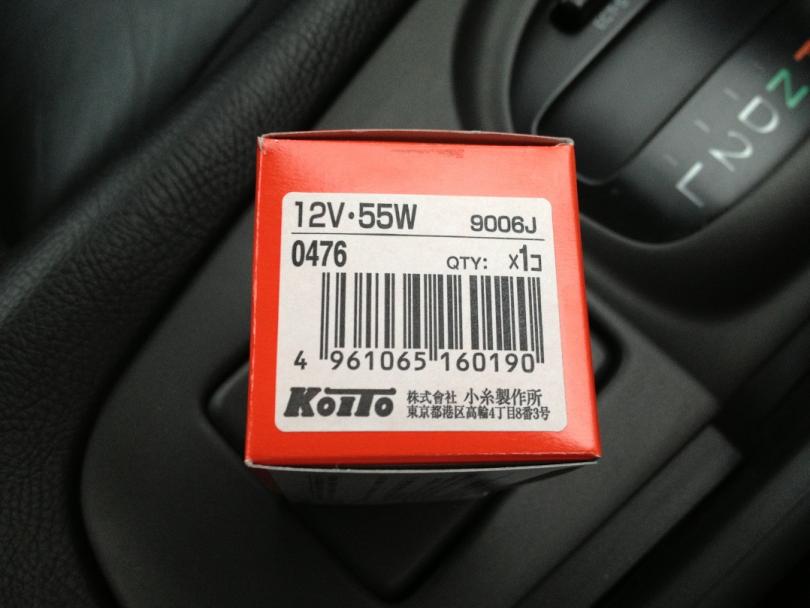 12V・55W 9006J
0476 QTY: X1コ
4 961065 160190
KOITO 株式会社 小糸製作所
東京都港区高輪4丁目8番3号
N
D
2
L